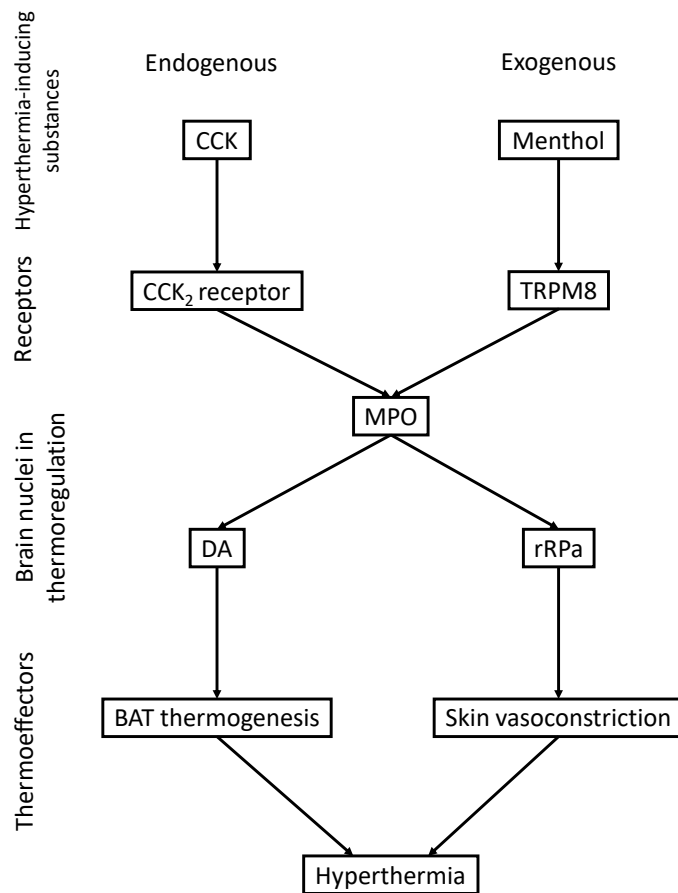 Endogenous
Exogenous
Hyperthermia-inducing
substances
CCK
Menthol
Receptors
CCK₂ receptor
TRPM8
MPO
Brain nuclei in
thermoregulation
DA
rRPa
Thermoeffectors
BAT thermogenesis
Skin vasoconstriction
Hyperthermia